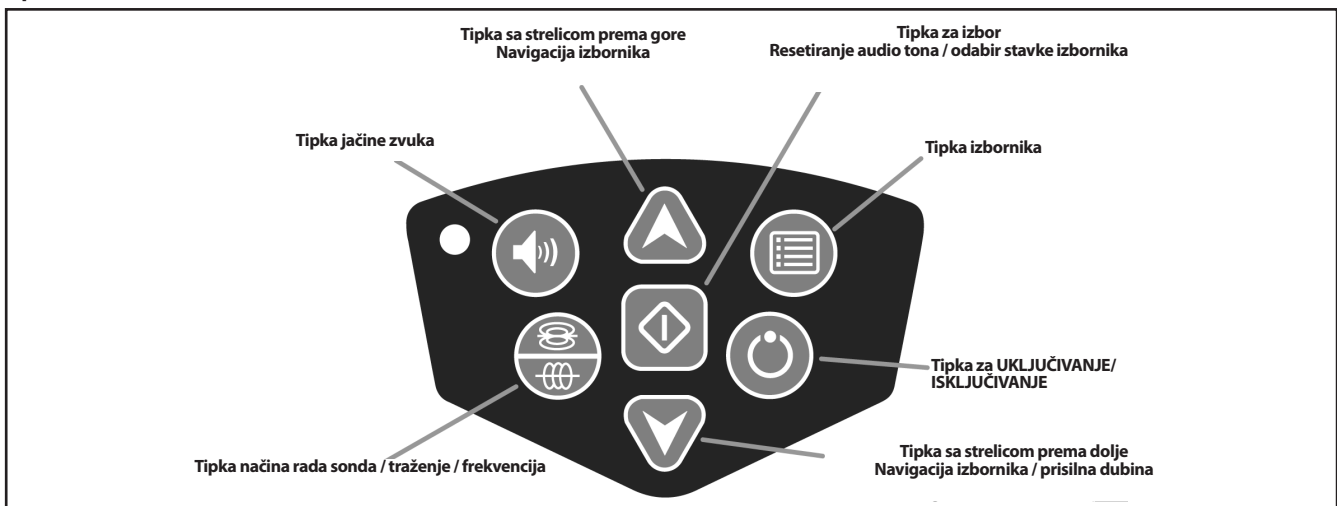 Tipka sa strelicom prema gore
Navigacija izbornika
Tipka za izbor
Resetiranje audio tona / odabir stavke izbornika
Tipka jačine zvuka
Tipka izbornika
Tipka za UKLJUČIVANJE/
ISKLJUČIVANJE
Tipka načina rada sonda / traženje / frekvencija
Tipka sa strelicom prema dolje
Navigacija izbornika / prisilna dubina